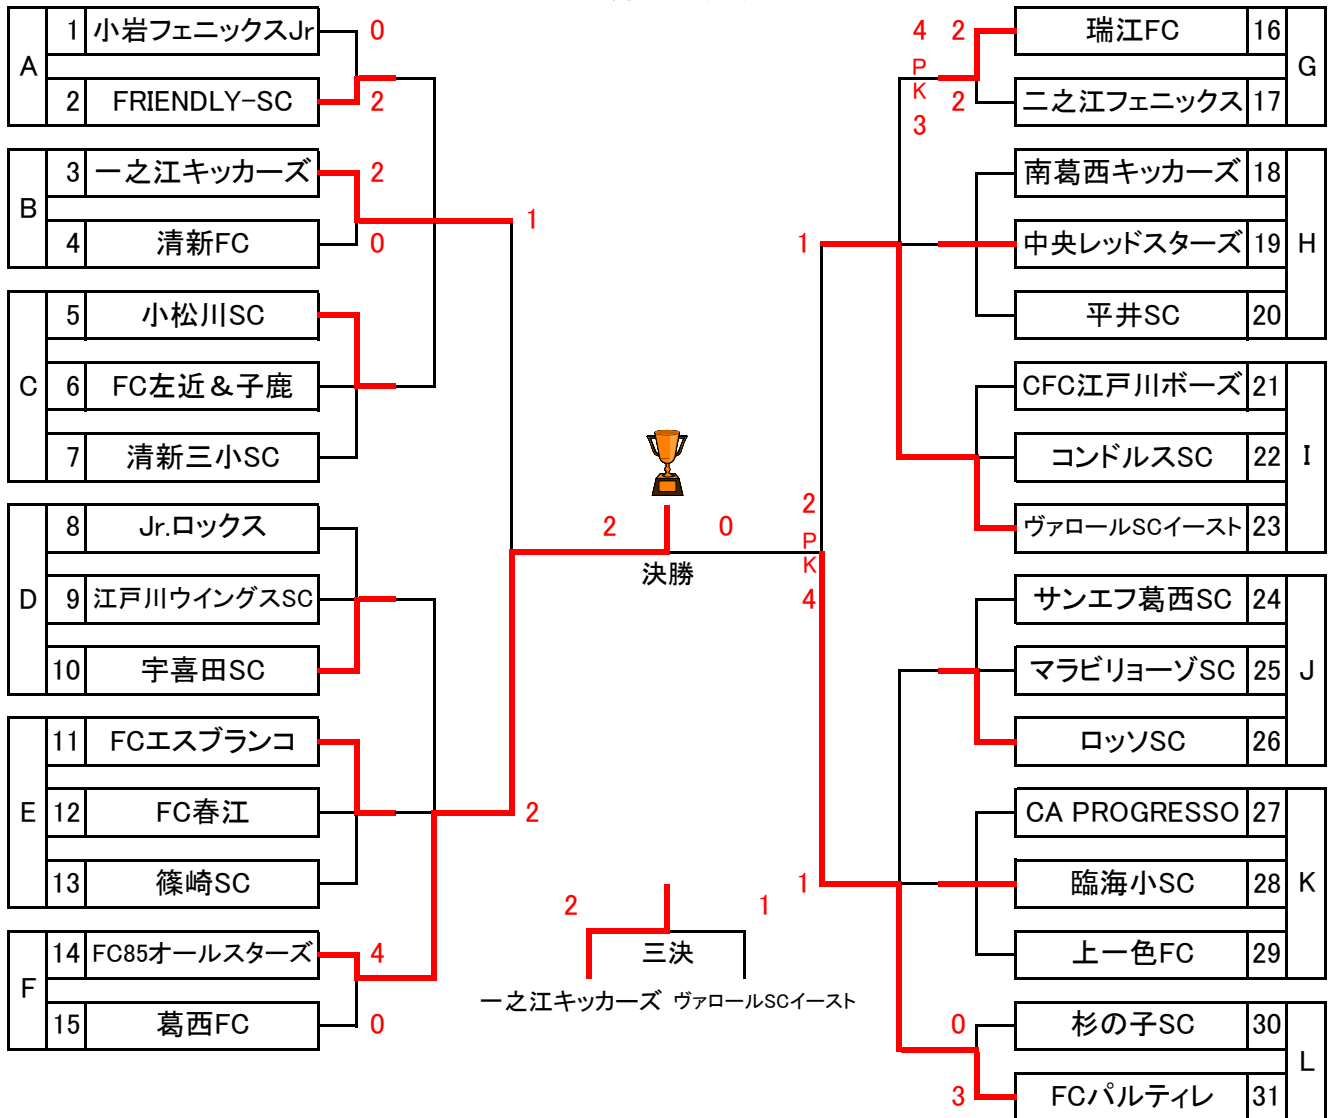 A
1 小岩フェニックスJr 0
2 FRIENDLY-SC 2
B
3 一之江キッカーズ 2
4 清新FC 0
1
C
5 小松川SC
6 FC左近＆子鹿
7 清新三小SC
D
8 Jr.ロックス
9 江戸川ウイングスSC
10 宇喜田SC
E
11 FCエスブランコ
12 FC春江
13 篠崎SC
2
F
14 FC85オールスターズ 4
15 葛西FC 0
2 0
決勝
2 1
三決
一之江キッカーズ ヴァロールSCイースト
4 PK 3
2 瑞江FC 16
2 二之江フェニックス 17
G
南葛西キッカーズ 18
中央レッドスターズ 19
平井SC 20
H
1
CFC江戸川ボーズ 21
コンドルスSC 22
ヴァロールSCイースト 23
I
2 PK 4
サンエフ葛西SC 24
マラビリョーゾSC 25
ロッソSC 26
J
1
CA PROGRESSO 27
臨海小SC 28
上一色FC 29
K
0 杉の子SC 30
3 FCパルティレ 31
L